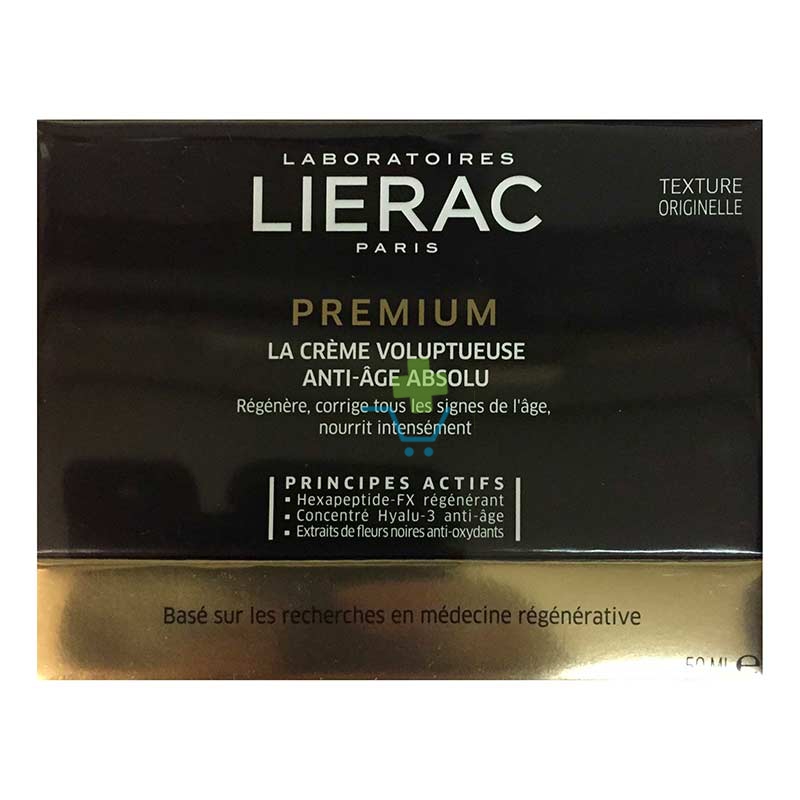 LABORATOIRES
LIERAC
PARIS
TEXTURE
ORIGINELLE
PREMIUM
LA CRÈME VOLUPTUEUSE
ANTI-ÂGE ABSOLU
Régénère, corrige tous les signes de l'âge,
nourrit intensément
PRINCIPES ACTIFS
▪ Hexapeptide-FX régénérant
▪ Concentré Hyalu-3 anti-âge
▪ Extraits de fleurs noires anti-oxydants
Basé sur les recherches en médecine régénérative
50 ML ℮